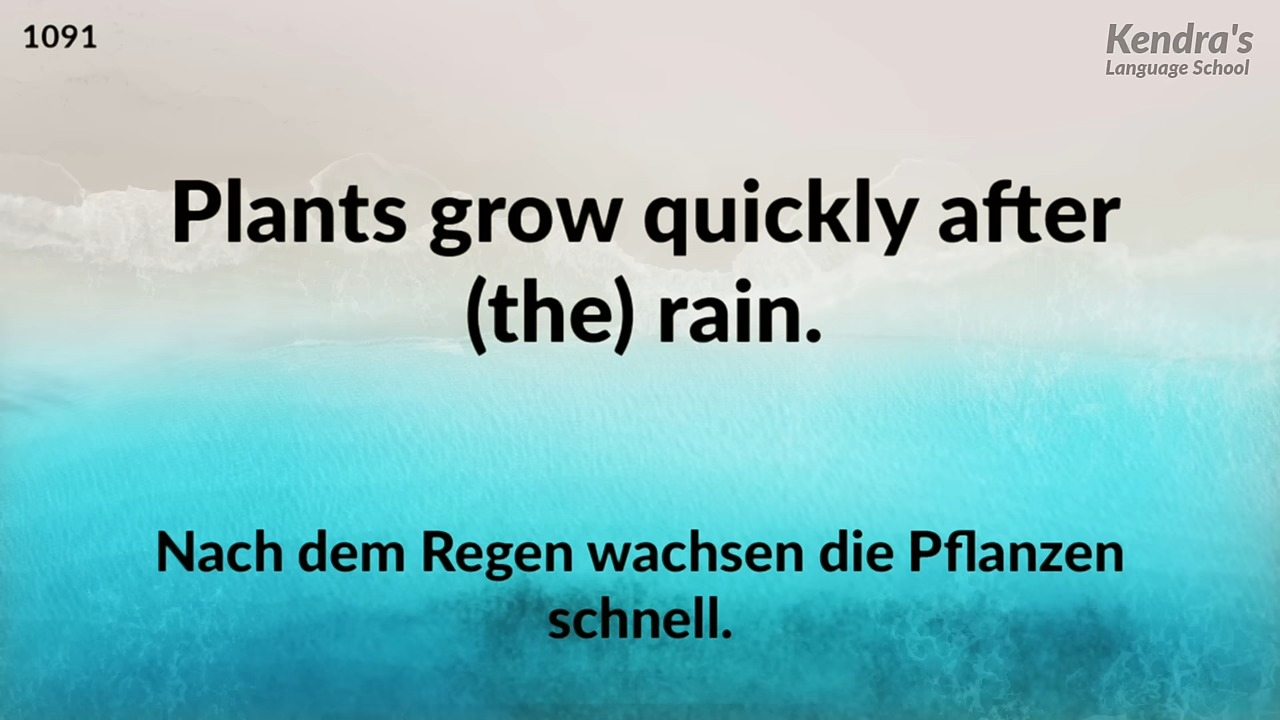 1091
Kendra's
Language School
Plants grow quickly after
(the) rain.
Nach dem Regen wachsen die Pflanzen
schnell.